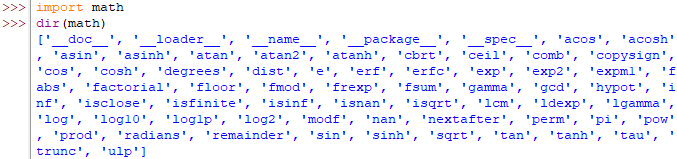 >>> import math
>>> dir(math)
['__doc__', '__loader__', '__name__', '__package__', '__spec__', 'acos', 'acosh'
, 'asin', 'asinh', 'atan', 'atan2', 'atanh', 'cbrt', 'ceil', 'comb', 'copysign',
'cos', 'cosh', 'degrees', 'dist', 'e', 'erf', 'erfc', 'exp', 'exp2', 'expm1', 'f
abs', 'factorial', 'floor', 'fmod', 'frexp', 'fsum', 'gamma', 'gcd', 'hypot', 'i
nf', 'isclose', 'isfinite', 'isinf', 'isnan', 'isqrt', 'lcm', 'ldexp', 'lgamma',
'log', 'log10', 'log1p', 'log2', 'modf', 'nan', 'nextafter', 'perm', 'pi', 'pow'
, 'prod', 'radians', 'remainder', 'sin', 'sinh', 'sqrt', 'tan', 'tanh', 'tau', '
trunc', 'ulp']